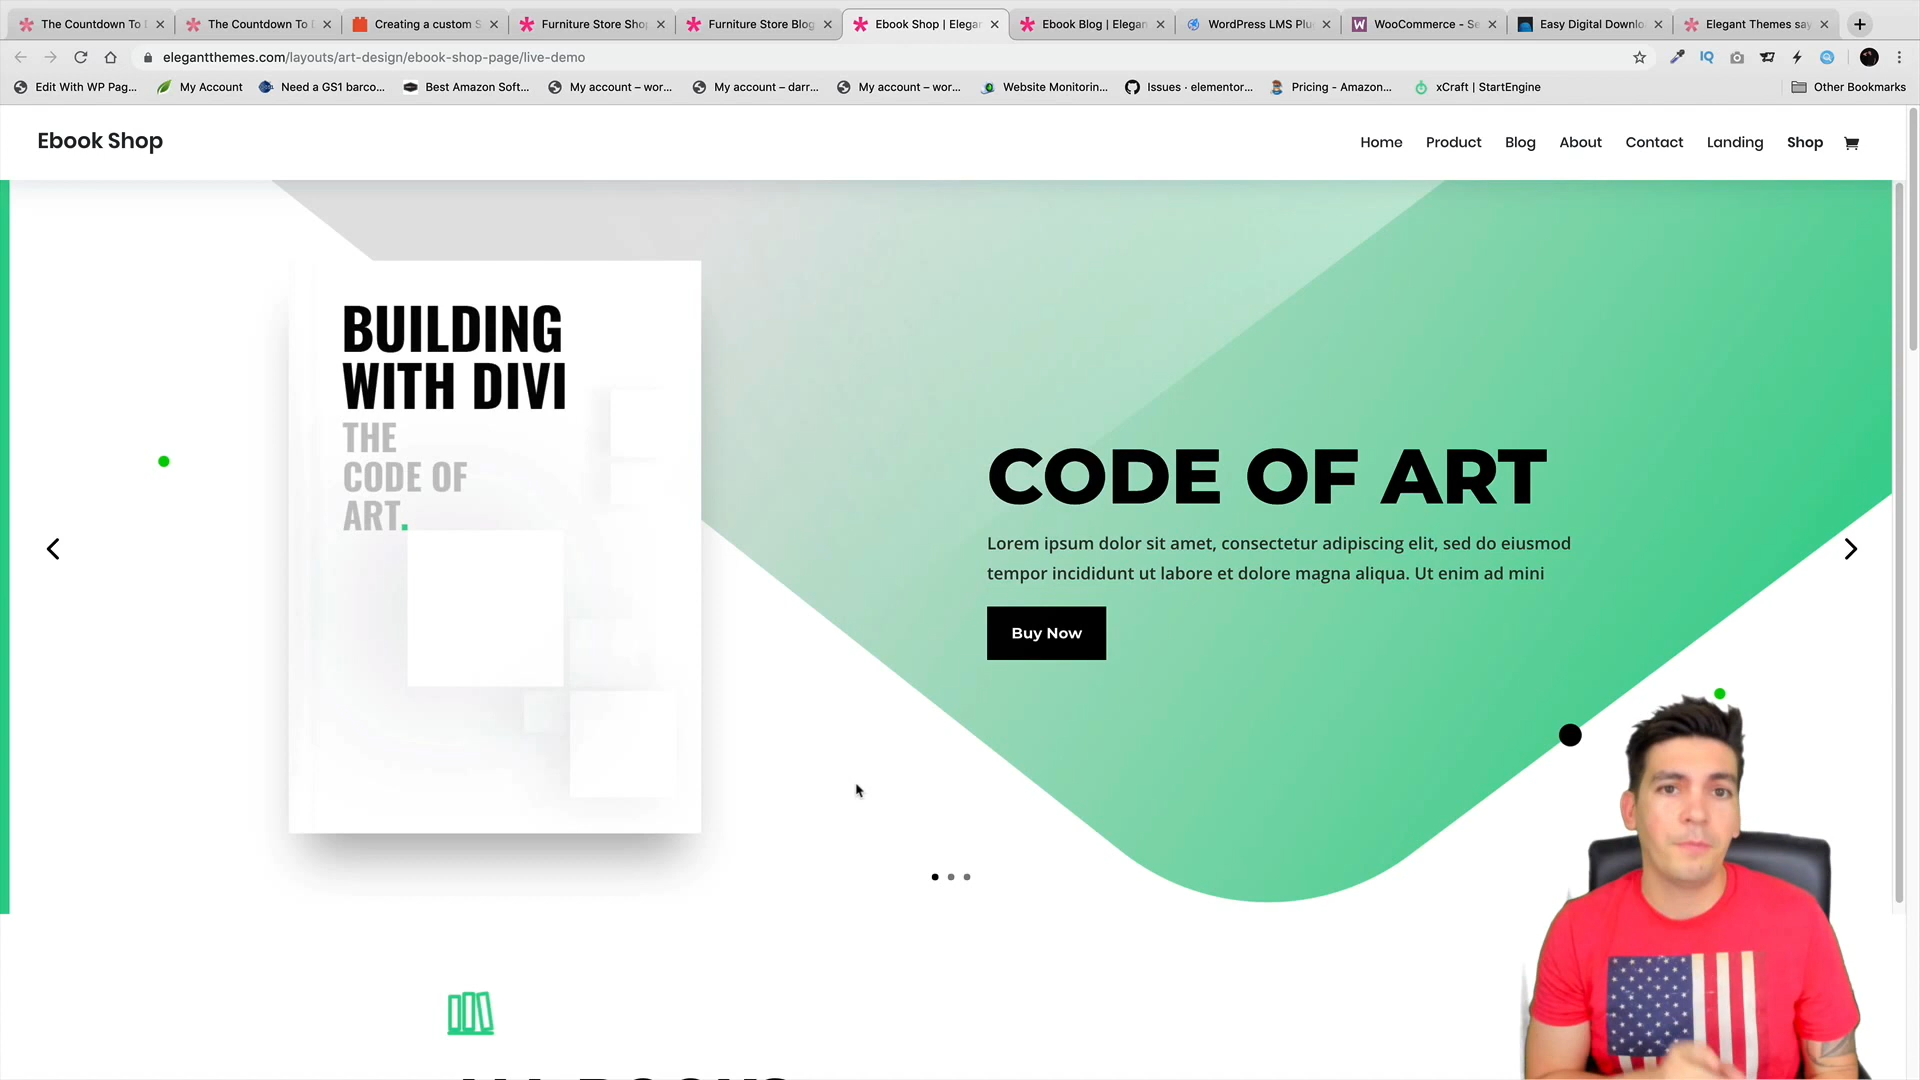 The Countdown To
The Countdown To
Creating a custom S
Furniture Store Shop
Furniture Store Blog
Ebook Shop | Elegan
Ebook Blog | Elegan
WordPress LMS Plu
WooCommerce - Se
Easy Digital Downlo
Elegant Themes say
elegantthemes.com/layouts/art-design/ebook-shop-page/live-demo
Edit With WP Pag...
My Account
Need a GS1 barco...
Best Amazon Soft...
My account – wor...
My account – darr...
My account – wor...
Website Monitorin...
Issues · elementor...
Pricing - Amazon...
xCraft | StartEngine
Other Bookmarks
Ebook Shop
Home
Product
Blog
About
Contact
Landing
Shop
BUILDING
WITH DIVI
THE
CODE OF
ART.
CODE OF ART
Lorem ipsum dolor sit amet, consectetur adipiscing elit, sed do eiusmod
tempor incididunt ut labore et dolore magna aliqua. Ut enim ad mini
Buy Now